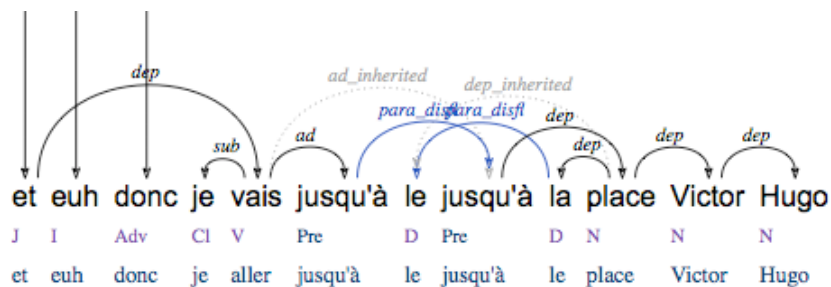 dep
ad_inherited
dep_inherited
para_disfl para_disfl
dep
sub ad dep dep dep
et euh donc je vais jusqu'à le jusqu'à la place Victor Hugo
J I Adv Cl V Pre D Pre D N N N
et euh donc je aller jusqu'à le jusqu'à le place Victor Hugo